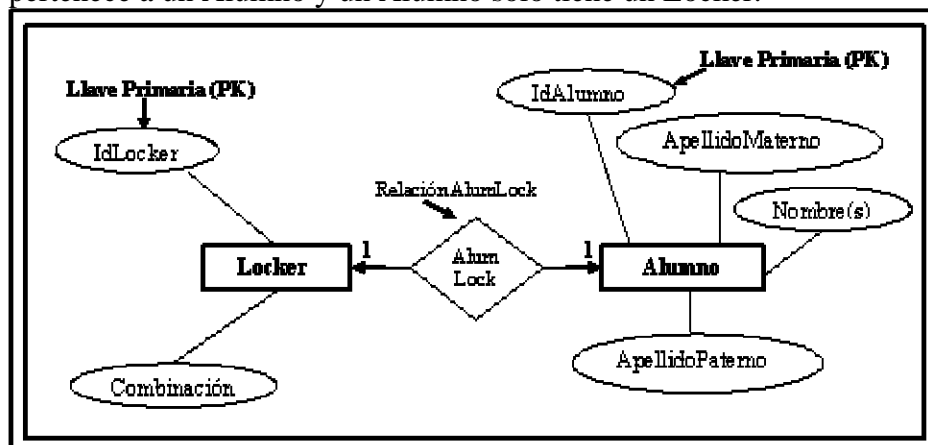 pertenece a un Alumno y un Alumno solo tiene un Locker.
Llave Primaria (PK)
Llave Primaria (PK)
IdAlumno
IdLocker
ApellidoMaterno
RelaciónAlumLock
Nombre(s)
Locker
1
Alum
Lock
1
Alumno
Combinación
ApellidoPaterno